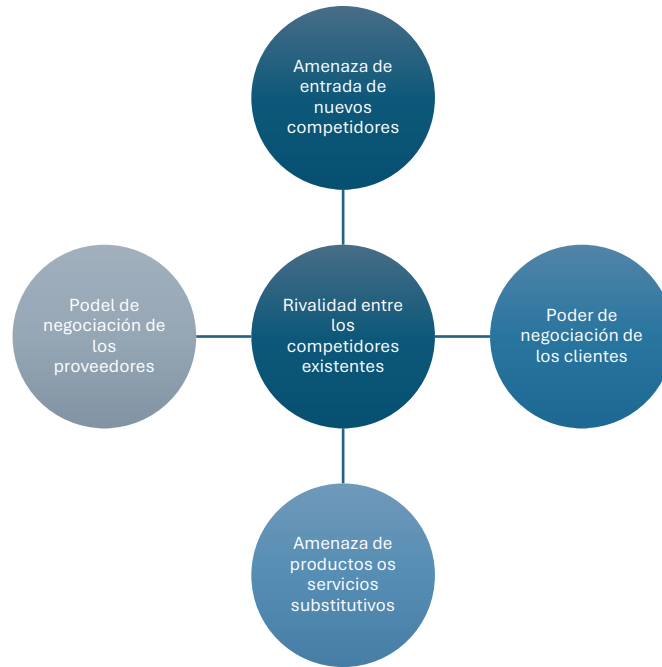 Amenaza de
entrada de
nuevos
competidores
Podel de
negociación de
los
proveedores
Rivalidad entre
los
competidores
existentes
Poder de
negociación de
los clientes
Amenaza de
productos os
servicios
substitutivos